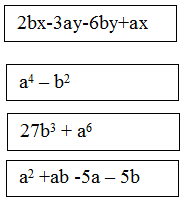 2bx-3ay-6by+ax
a⁴ – b²
27b³ + a⁶
a² +ab -5a – 5b